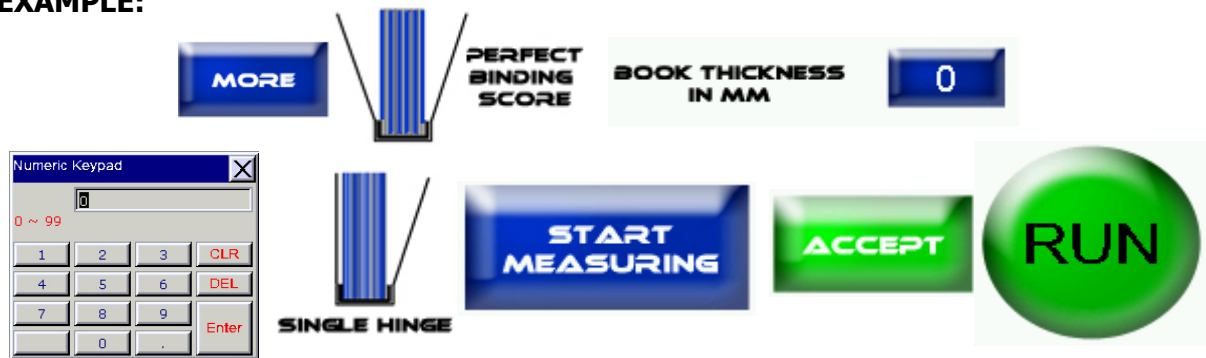 EXAMPLE:
MORE
PERFECT
BINDING
SCORE
BOOK THICKNESS
IN MM
0
Numeric Keypad
0
0 ~ 99
1 2 3 CLR
4 5 6 DEL
7 8 9 Enter
0 .
SINGLE HINGE
START
MEASURING
ACCEPT
RUN